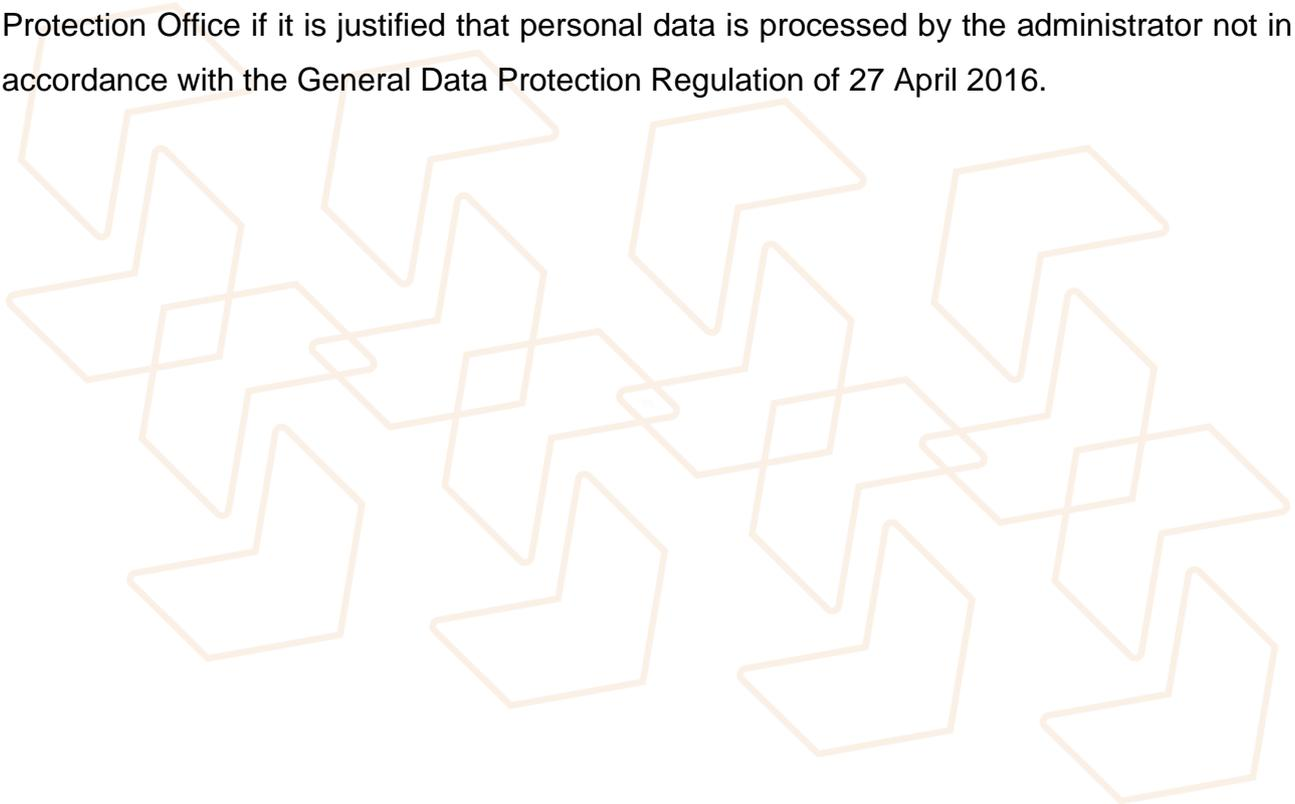 Protection Office if it is justified that personal data is processed by the administrator not in
accordance with the General Data Protection Regulation of 27 April 2016.